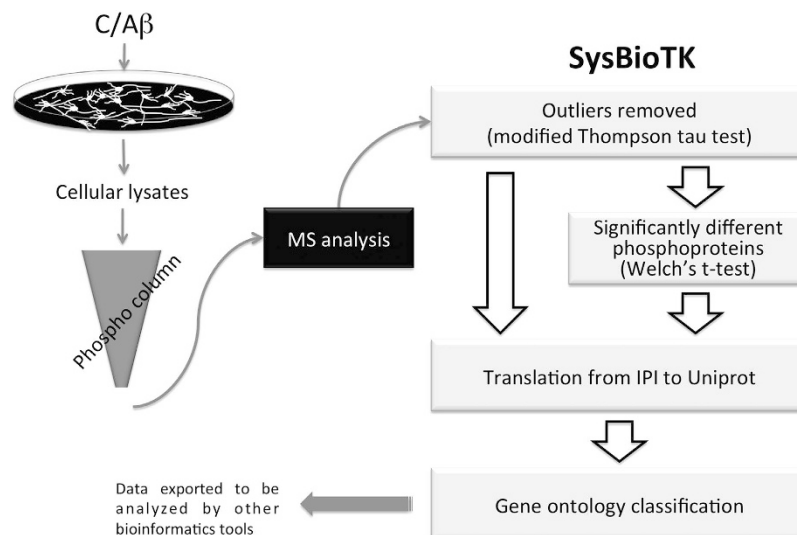 C/Aβ
Cellular lysates
Phospho column
MS analysis
SysBioTK
Outliers removed
(modified Thompson tau test)
Significantly different
phosphoproteins
(Welch's t-test)
Translation from IPI to Uniprot
Gene ontology classification
Data exported to be
analyzed by other
bioinformatics tools